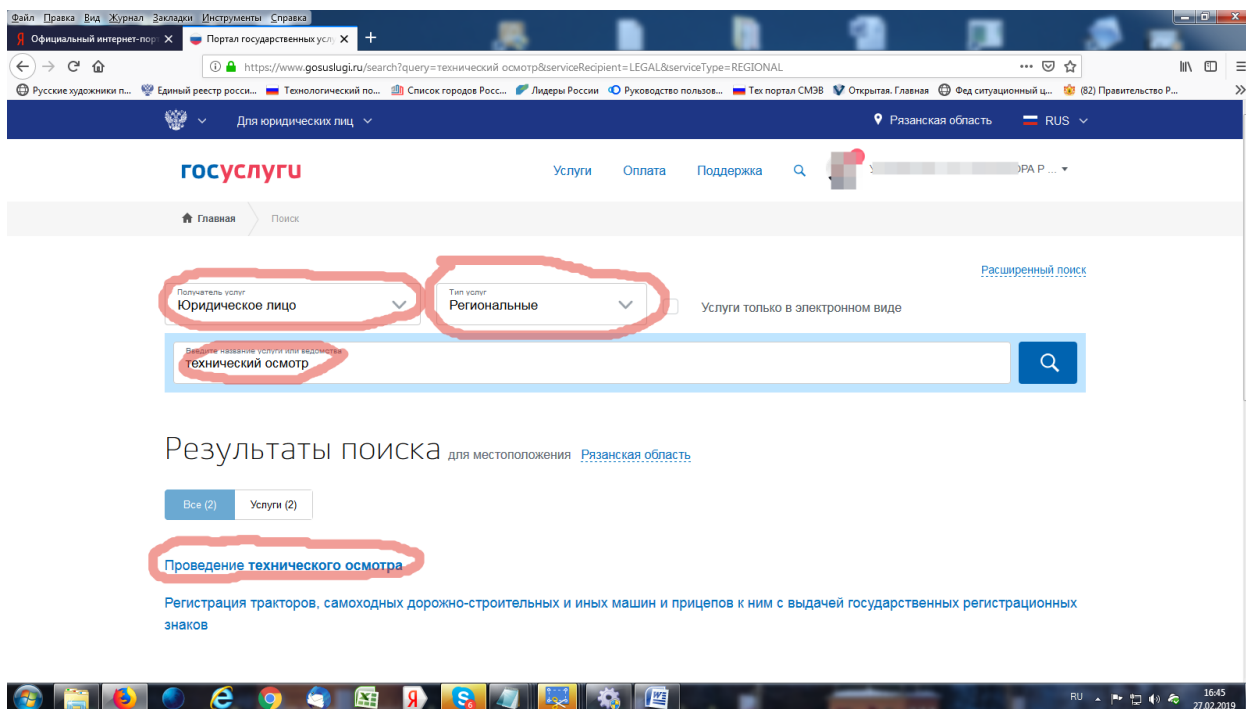 Файл Правка Вид Журнал Закладки Инструменты Справка
Официальный интернет-порт Портал государственных услу
https://www.gosuslugi.ru/search?query=технический осмотр&serviceRecipient=LEGAL&serviceType=REGIONAL
Русские художники п... Единый реестр росси... Технологический по... Список городов Росс... Лидеры России Руководство пользов... Тех портал СМЭВ Открытая. Главная Фед ситуационный ц... (82) Правительство Р...
Для юридических лиц Рязанская область RUS
госуслуги Услуги Оплата Поддержка ОРА Р ...
Главная Поиск
Расширенный поиск
Получатель услуг Тип услуг
Юридическое лицо Региональные Услуги только в электронном виде
Введите название услуги или ведомства
технический осмотр
Результаты поиска для местоположения Рязанская область
Все (2) Услуги (2)
Проведение технического осмотра
Регистрация тракторов, самоходных дорожно-строительных и иных машин и прицепов к ним с выдачей государственных регистрационных
знаков
RU 16:45
27.02.2019